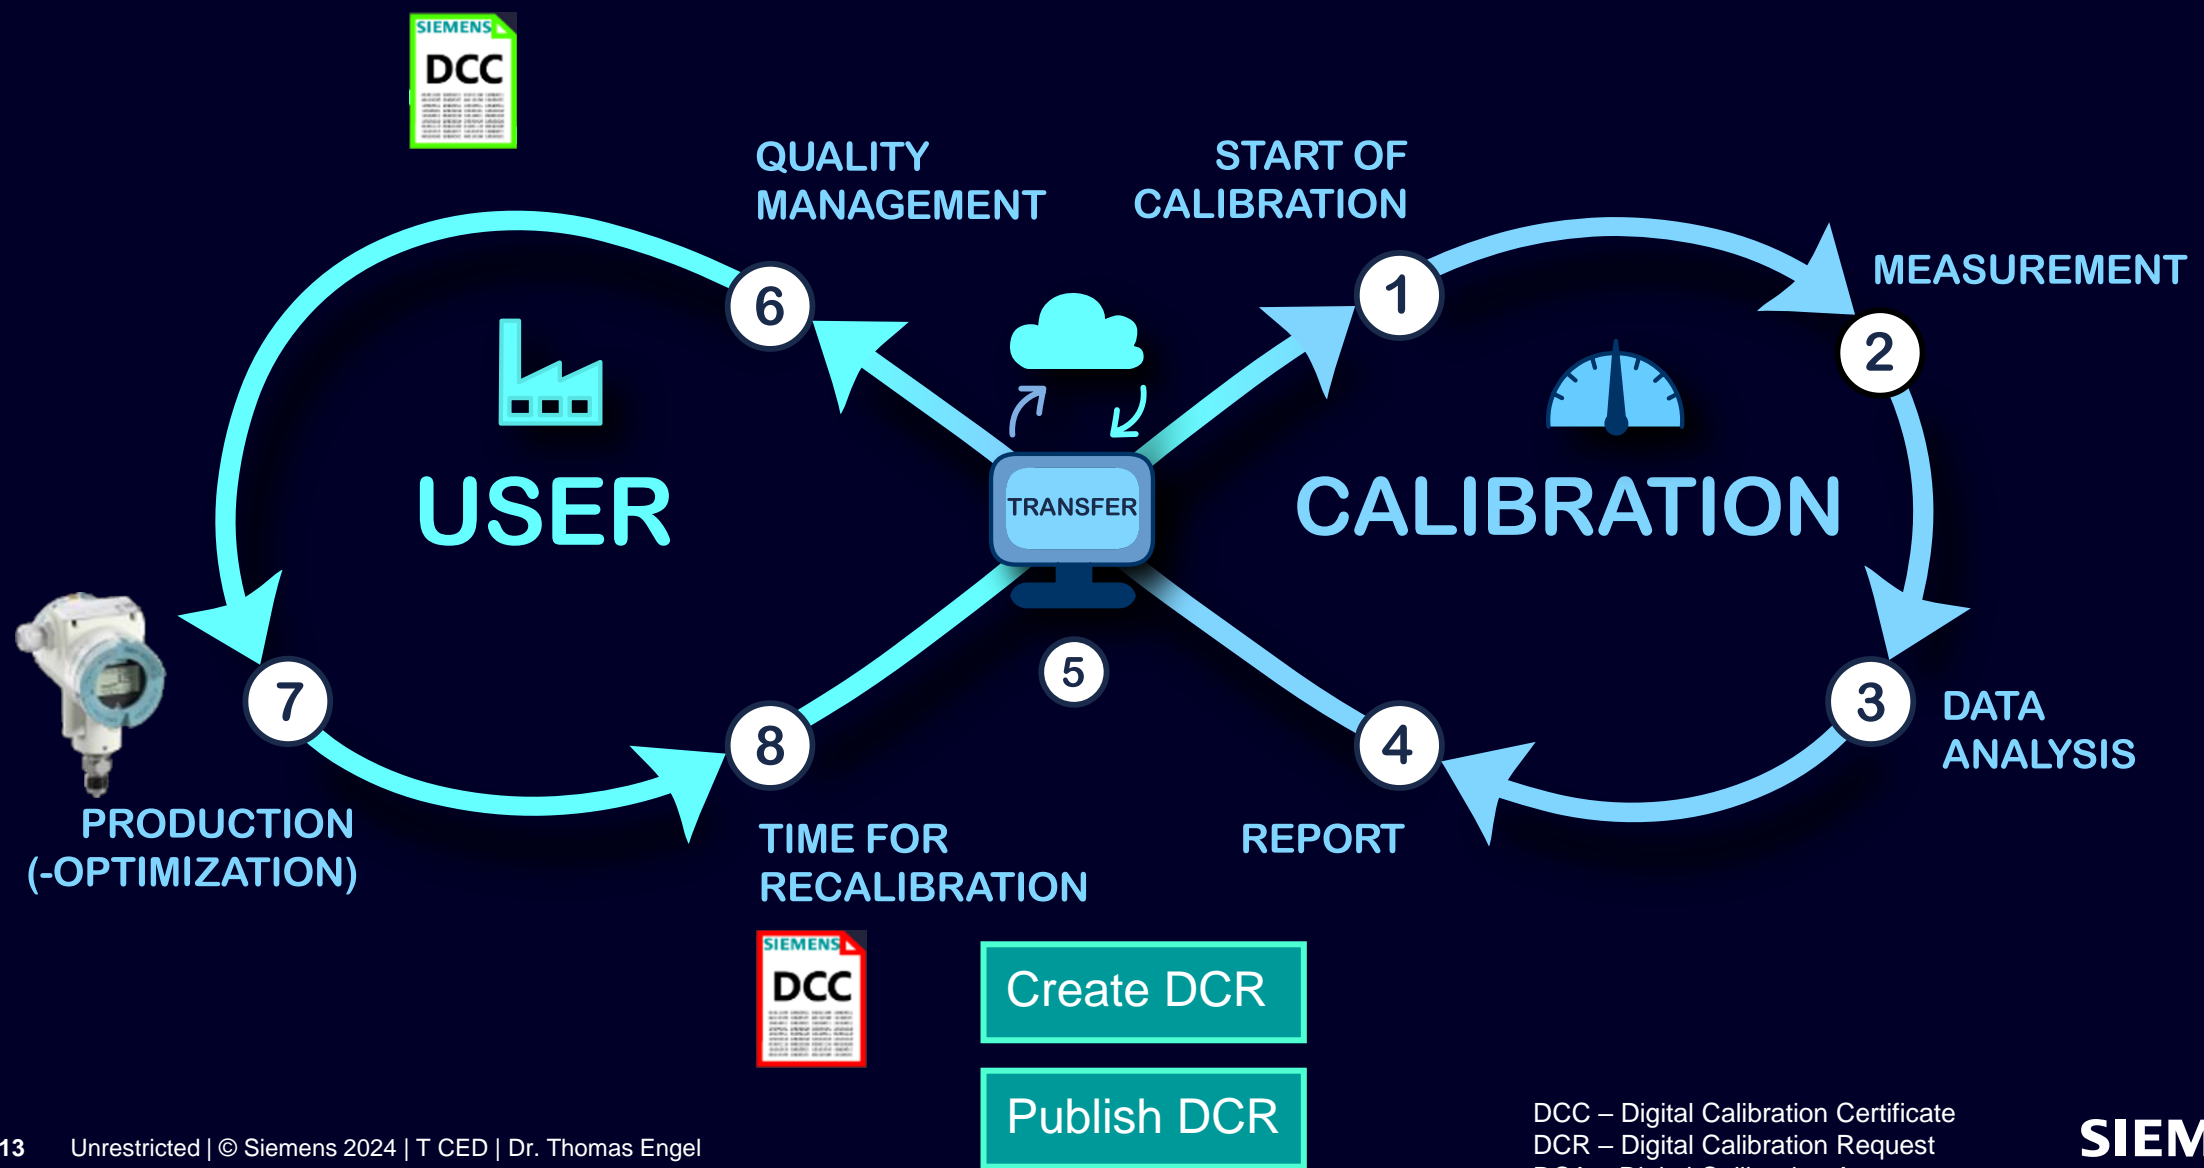 SIEMENS
DCC
QUALITY
MANAGEMENT
START OF
CALIBRATION
MEASUREMENT
1
2
6
TRANSFER
USER
CALIBRATION
5
7
8
4
3
DATA
ANALYSIS
PRODUCTION
(-OPTIMIZATION)
TIME FOR
RECALIBRATION
REPORT
SIEMENS
DCC
Create DCR
Publish DCR
DCC – Digital Calibration Certificate
DCR – Digital Calibration Request
13 Unrestricted | © Siemens 2024 | T CED | Dr. Thomas Engel
SIEM